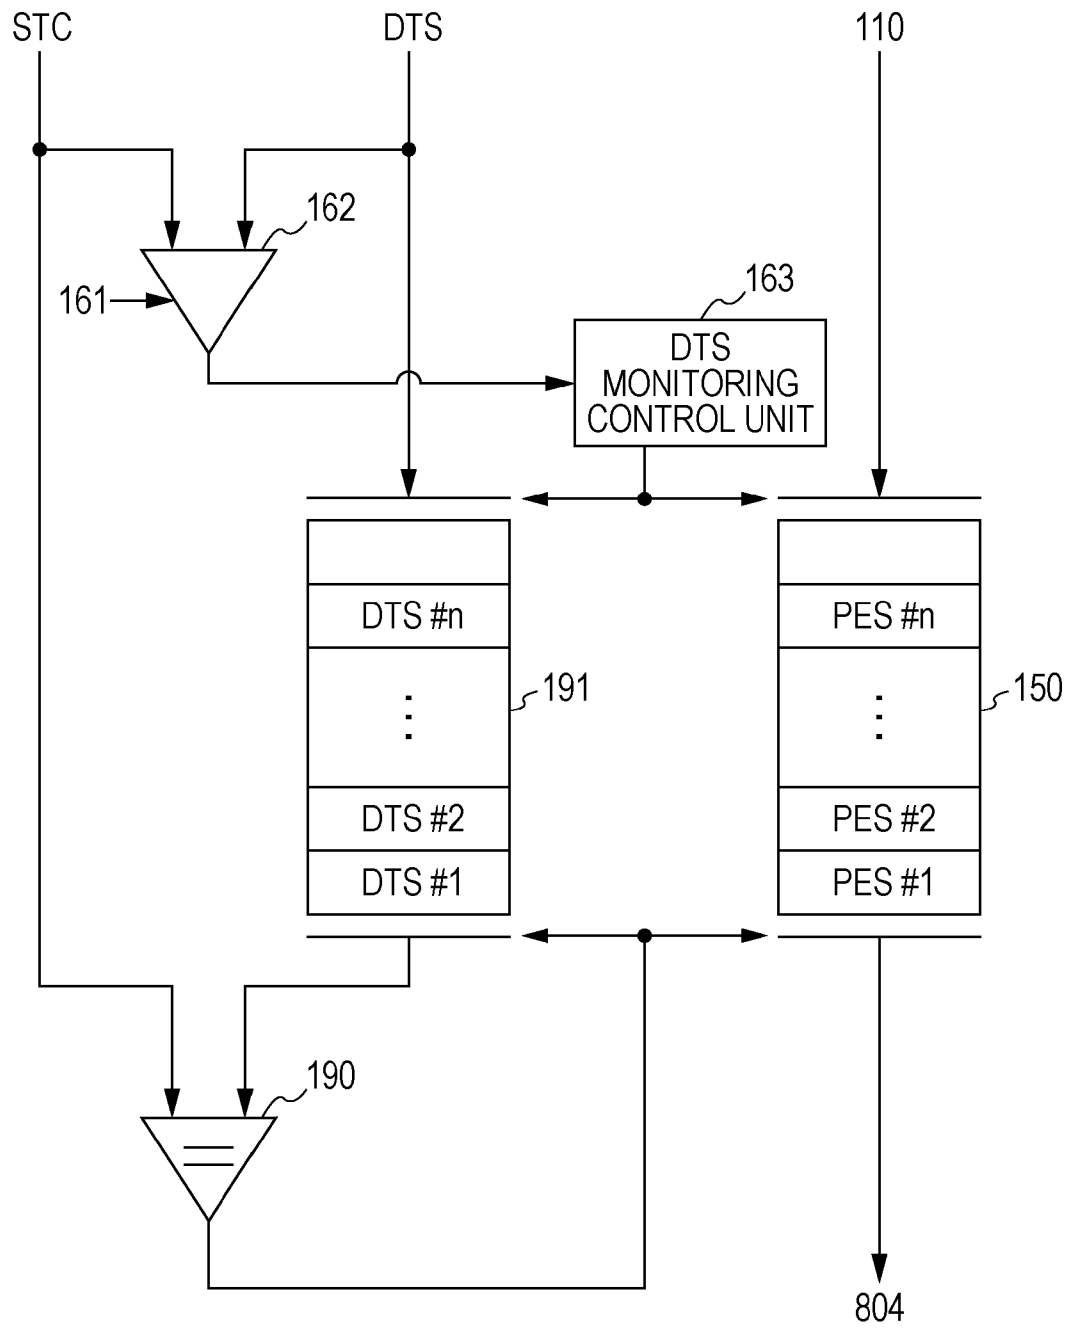 STC
DTS
110
162
161
163
DTS
MONITORING
CONTROL UNIT
DTS #n
PES #n
191
150
DTS #2
PES #2
DTS #1
PES #1
190
804